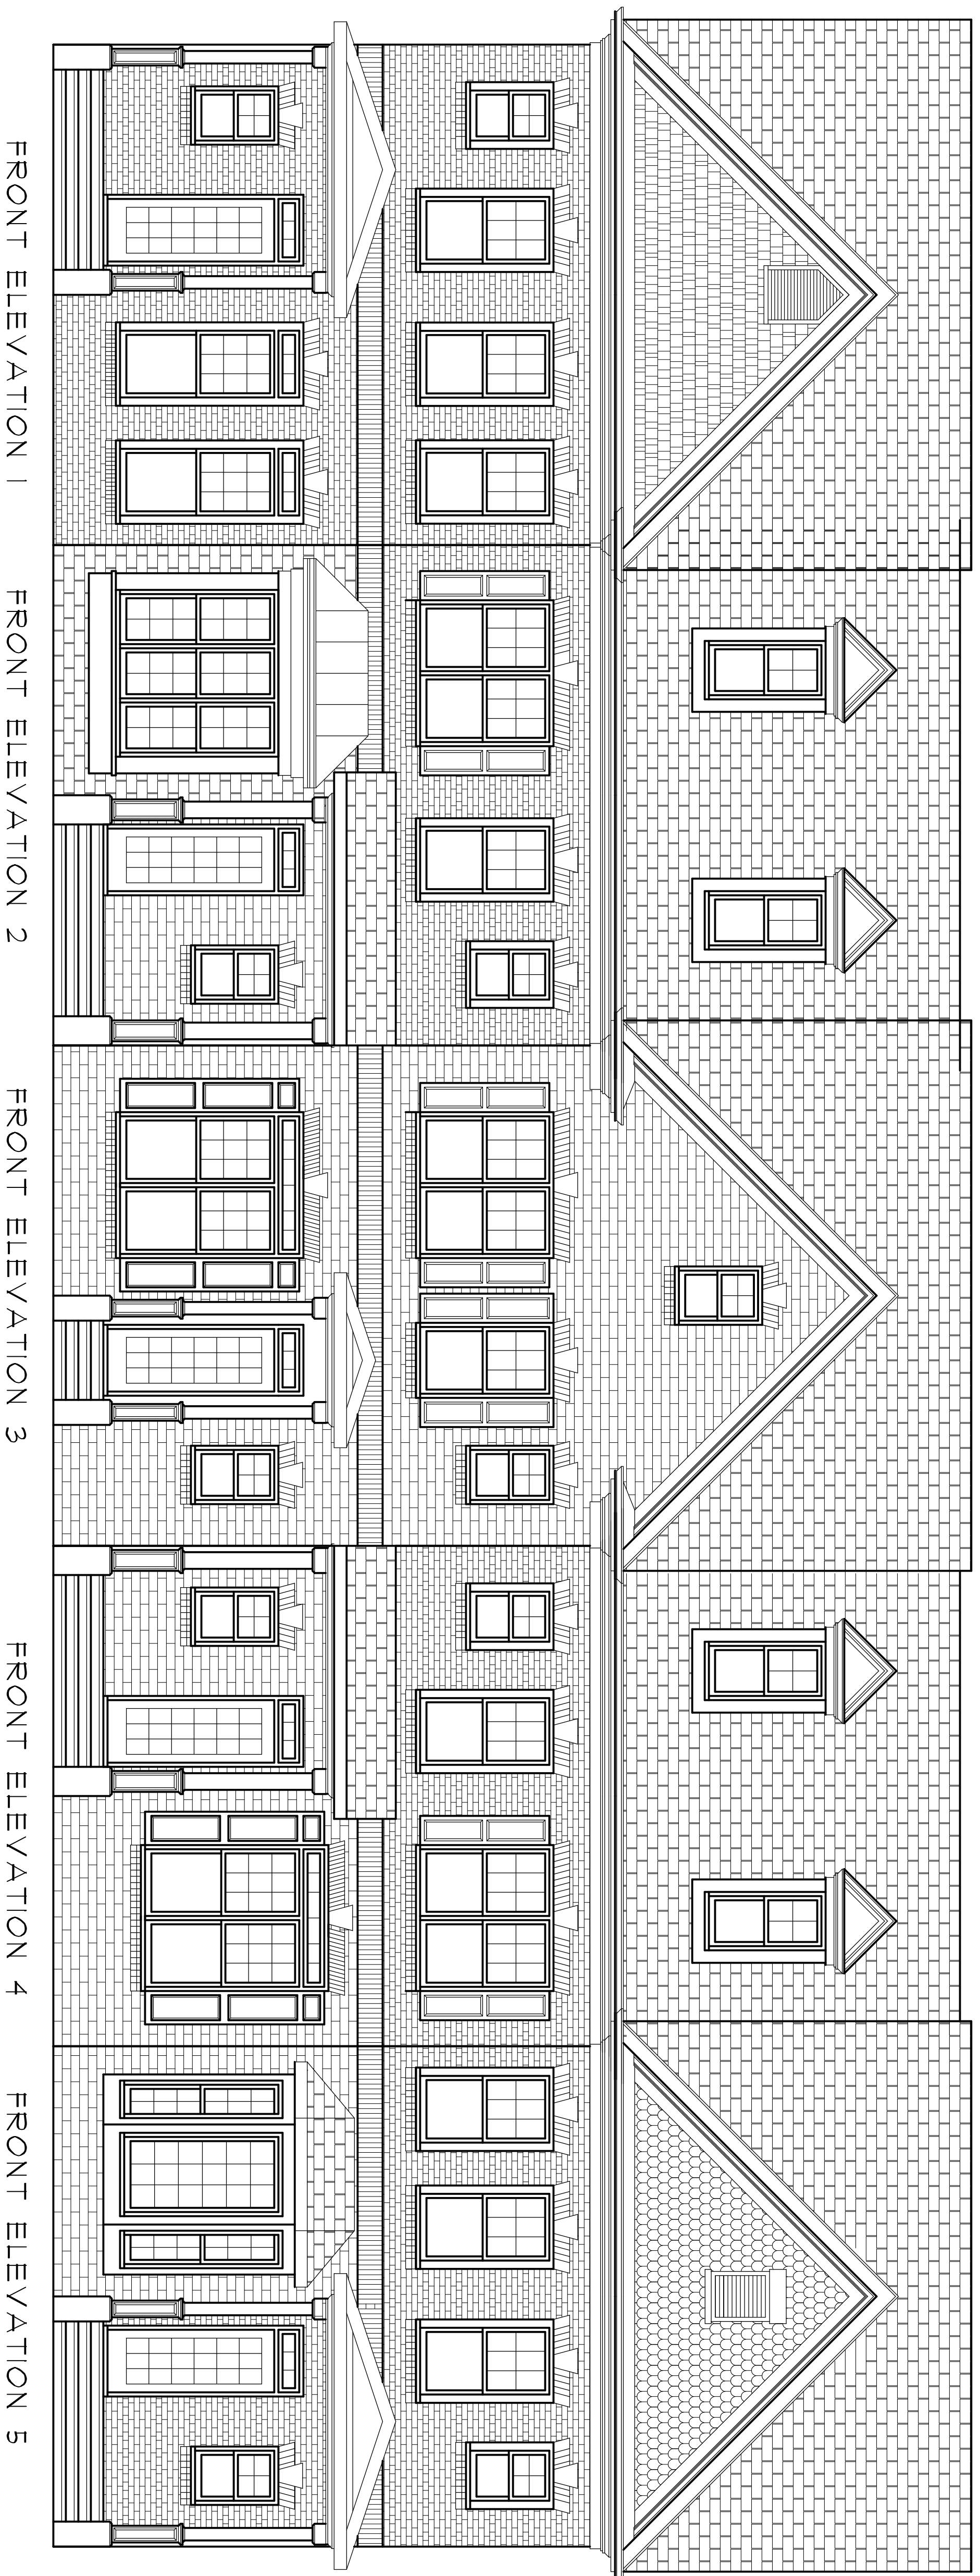 FRONT ELEVATION 1
FRONT ELEVATION 2
FRONT ELEVATION 3
FRONT ELEVATION 4
FRONT ELEVATION 5